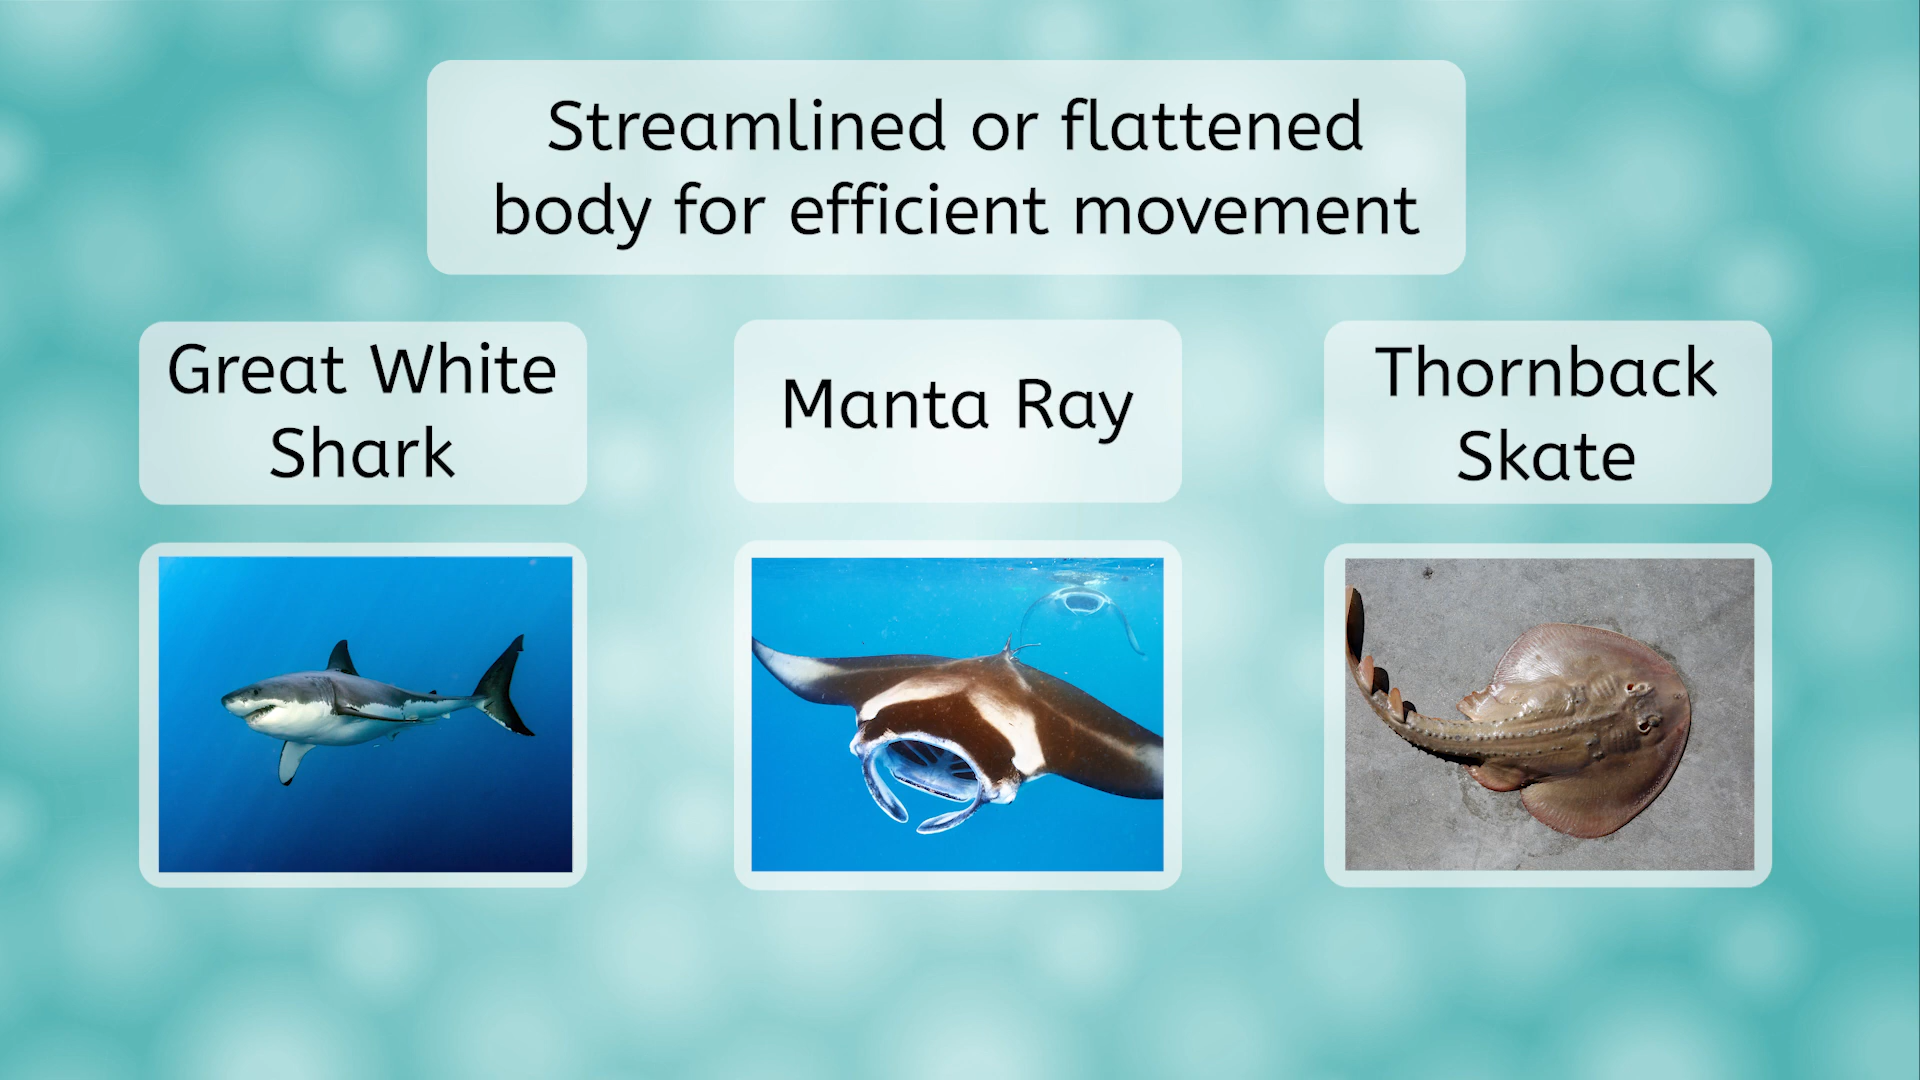 Streamlined or flattened
body for efficient movement
Great White
Shark
Manta Ray
Thornback
Skate